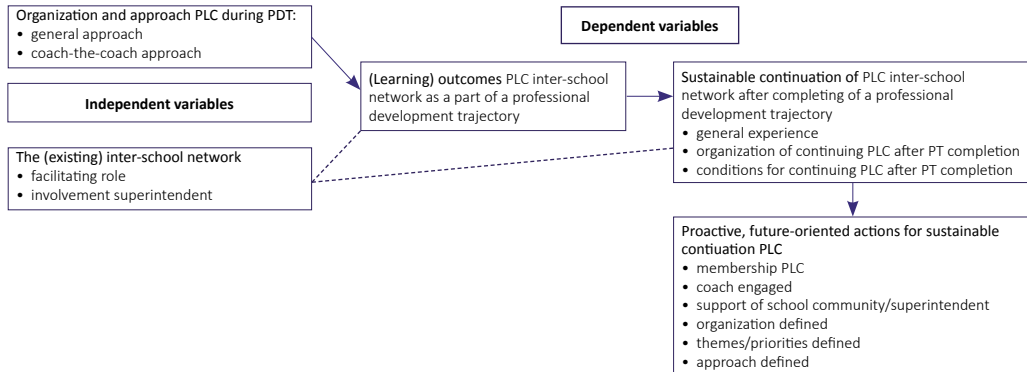 Organization and approach PLC during PDT:
• general approach
• coach-the-coach approach
Independent variables
The (existing) inter-school network
• facilitating role
• involvement superintendent
Dependent variables
(Learning) outcomes PLC inter-school
network as a part of a professional
development trajectory
Sustainable continuation of PLC inter-school
network after completing of a professional
development trajectory
• general experience
• organization of continuing PLC after PT completion
• conditions for continuing PLC after PT completion
Proactive, future-oriented actions for sustainable
contiuation PLC
• membership PLC
• coach engaged
• support of school community/superintendent
• organization defined
• themes/priorities defined
• approach defined